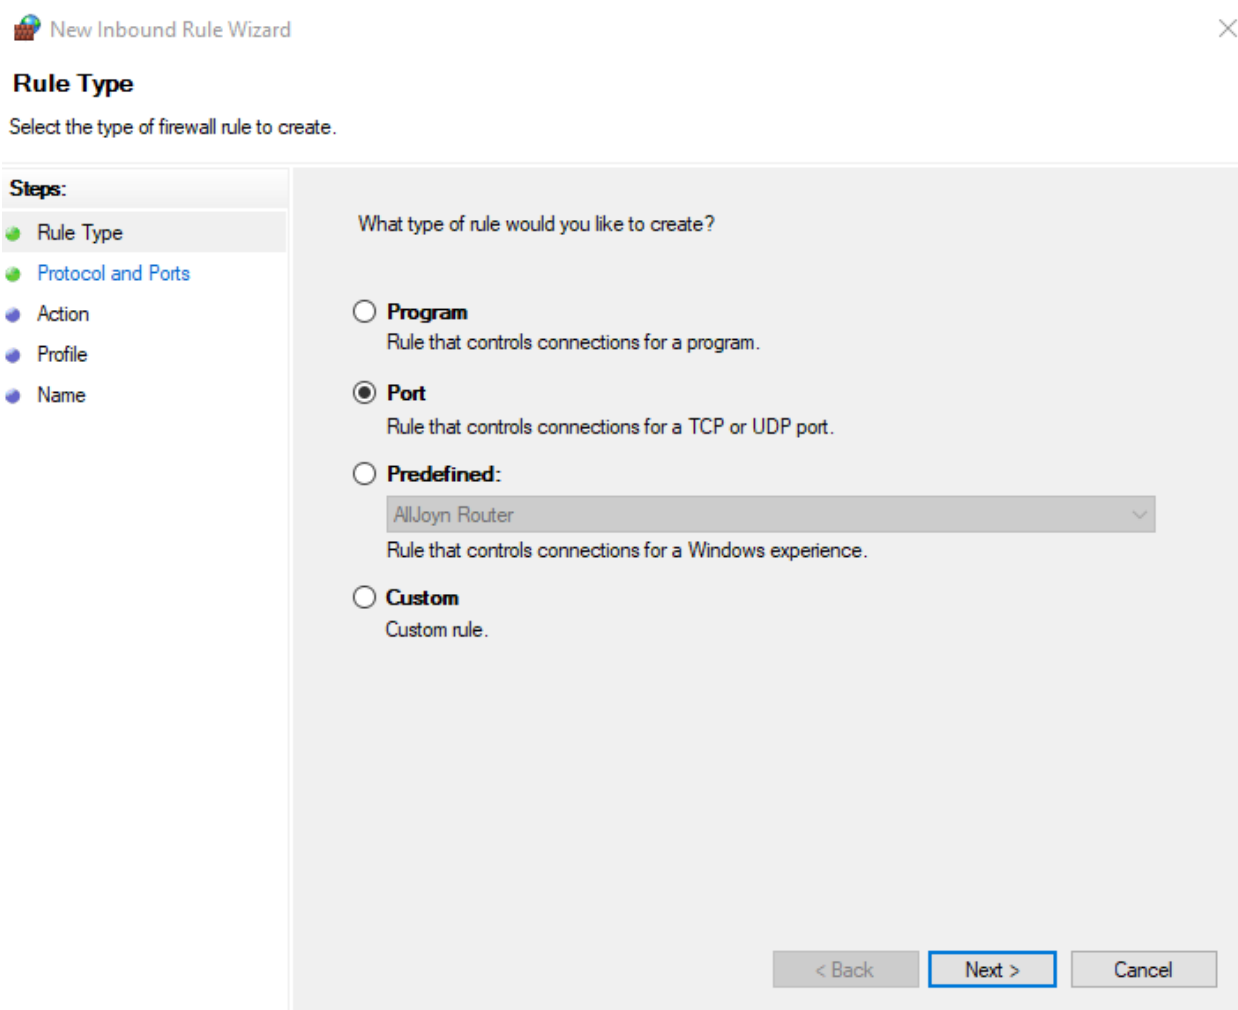 New Inbound Rule Wizard
Rule Type
Select the type of firewall rule to create.
Steps:
Rule Type
Protocol and Ports
Action
Profile
Name
What type of rule would you like to create?
Program
Rule that controls connections for a program.
Port
Rule that controls connections for a TCP or UDP port.
Predefined:
AllJoyn Router
Rule that controls connections for a Windows experience.
Custom
Custom rule.
< Back
Next >
Cancel